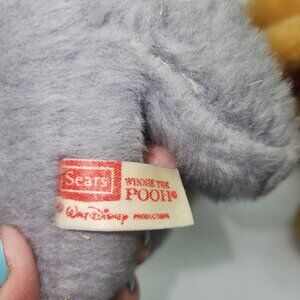 Sears
WINNIE THE
POOH®
© Walt Disney PRODUCTIONS